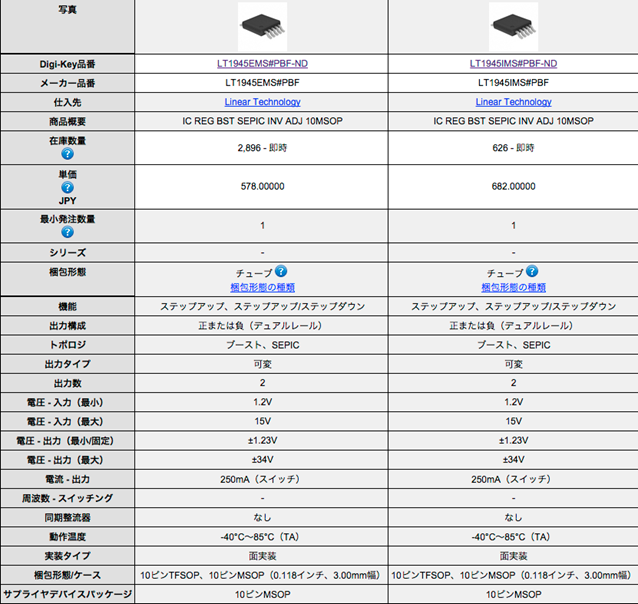 写真
Digi-Key品番 LT1945EMS#PBF-ND LT1945IMS#PBF-ND
メーカー品番 LT1945EMS#PBF LT1945IMS#PBF
仕入先 Linear Technology Linear Technology
商品概要 IC REG BST SEPIC INV ADJ 10MSOP IC REG BST SEPIC INV ADJ 10MSOP
在庫数量 ? 2,896 - 即時 626 - 即時
単価 ? JPY 578.00000 682.00000
最小発注数量 ? 1 1
シリーズ - -
梱包形態 チューブ ? チューブ ?
梱包形態の種類 梱包形態の種類
機能 ステップアップ、ステップアップ/ステップダウン ステップアップ、ステップアップ/ステップダウン
出力構成 正または負（デュアルレール） 正または負（デュアルレール）
トポロジ ブースト、SEPIC ブースト、SEPIC
出力タイプ 可変 可変
出力数 2 2
電圧 - 入力（最小） 1.2V 1.2V
電圧 - 入力（最大） 15V 15V
電圧 - 出力（最小/固定） ±1.23V ±1.23V
電圧 - 出力（最大） ±34V ±34V
電流 - 出力 250mA（スイッチ） 250mA（スイッチ）
周波数 - スイッチング - -
同期整流器 なし なし
動作温度 -40°C～85°C（TA） -40°C～85°C（TA）
実装タイプ 面実装 面実装
梱包形態/ケース 10ピンTFSOP、10ピンMSOP（0.118インチ、3.00mm幅） 10ピンTFSOP、10ピンMSOP（0.118インチ、3.00mm幅）
サプライヤデバイスパッケージ 10ピンMSOP 10ピンMSOP